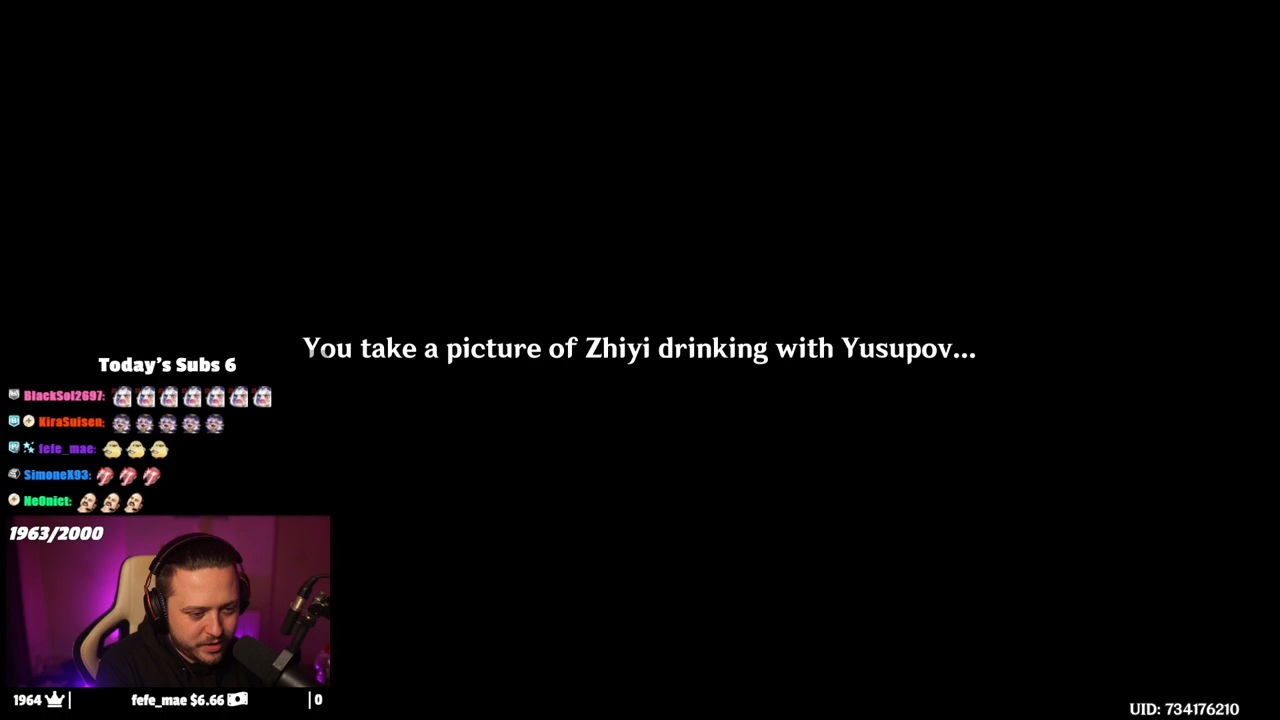 You take a picture of Zhiyi drinking with Yusupov...
Today's Subs 6
BlackSol2697:
KiraSuisen:
fefe_mae:
SimoneX93:
Ne0nict:
1963/2000
1964
fefe_mae $6.66
0
UID: 734176210